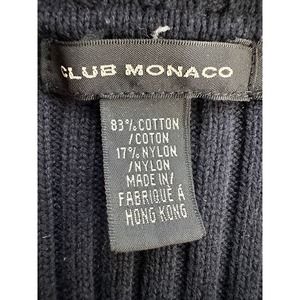 CLUB MONACO
83% COTTON
/COTON
17% NYLON
/NYLON
MADE IN/
FABRIQUÉ À
HONG KONG